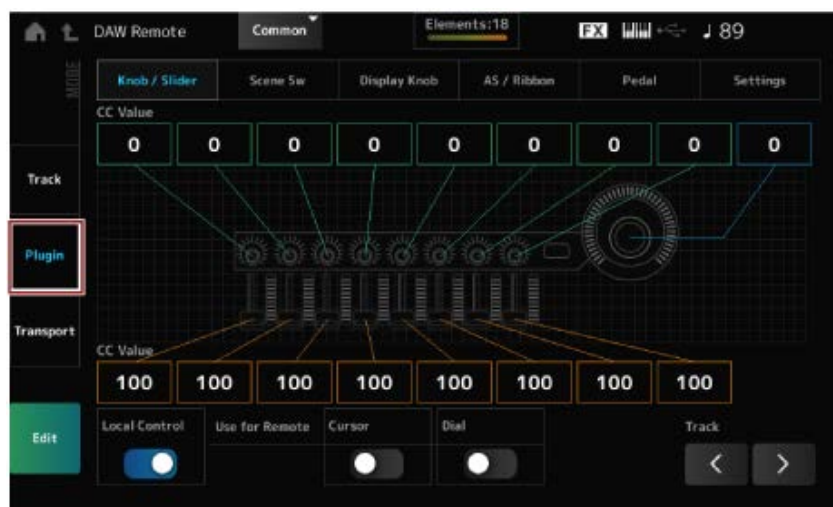 DAW Remote Common Elements:18 FX ♩ 89
MODE
Knob / Slider Scene Sw Display Knob AS / Ribbon Pedal Settings
CC Value
0 0 0 0 0 0 0 0 0
Track
Plugin
Transport
CC Value
100 100 100 100 100 100 100 100
Edit
Local Control Use for Remote Cursor Dial Track
< >